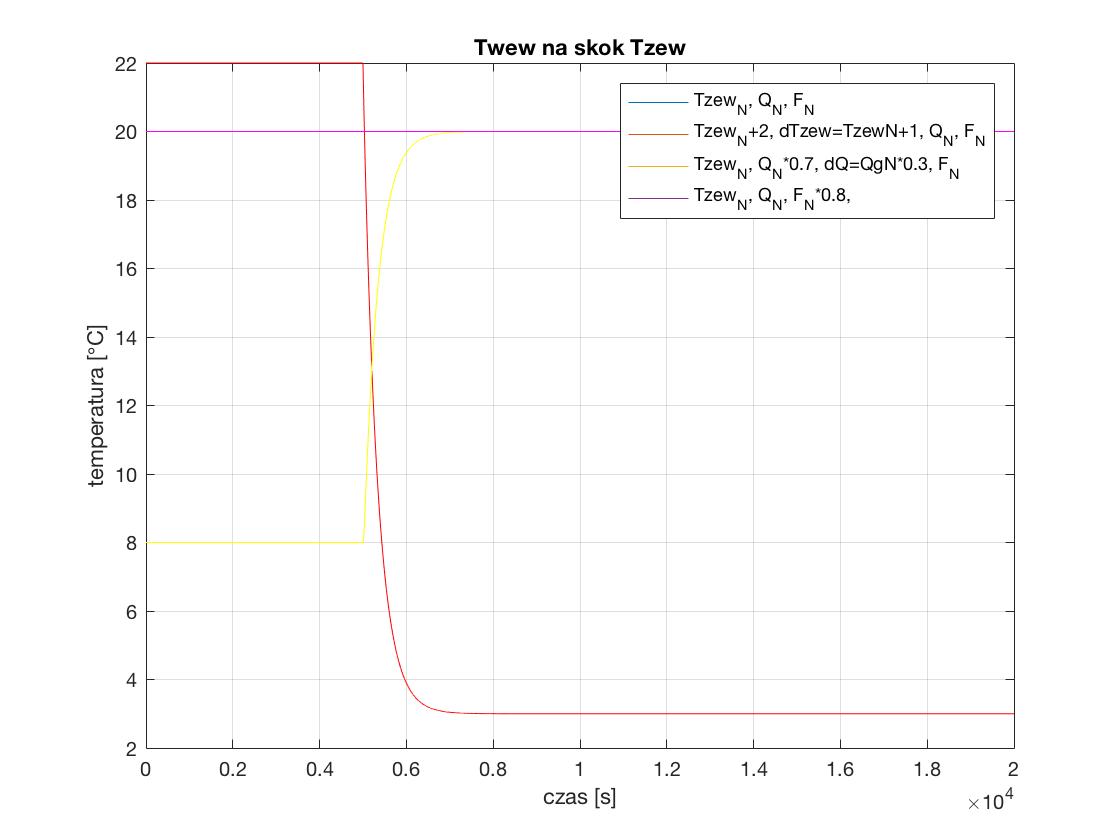 Twew na skok Tzew
22
20
18
16
14
12
10
8
6
4
2
temperatura [°C]
TzewN, QN, FN
TzewN+2, dTzew=TzewN+1, QN, FN
TzewN, QN*0.7, dQ=QgN*0.3, FN
TzewN, QN, FN*0.8,
0 0.2 0.4 0.6 0.8 1 1.2 1.4 1.6 1.8 2
czas [s]
×10^4